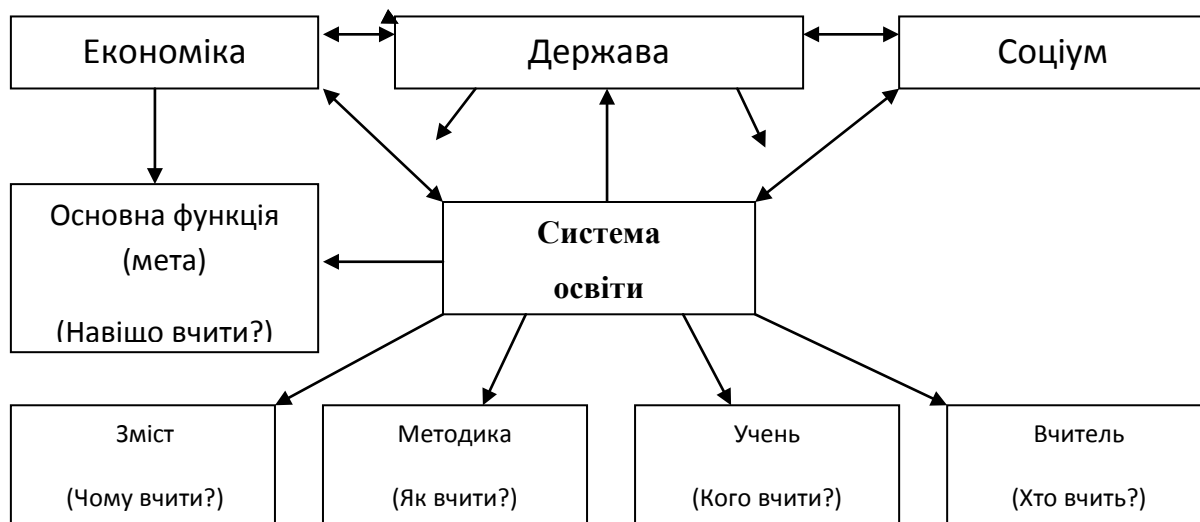 Економіка
Держава
Соціум
Основна функція
(мета)
(Навіщо вчити?)
Система
освіти
Зміст
(Чому вчити?)
Методика
(Як вчити?)
Учень
(Кого вчити?)
Вчитель
(Хто вчить?)